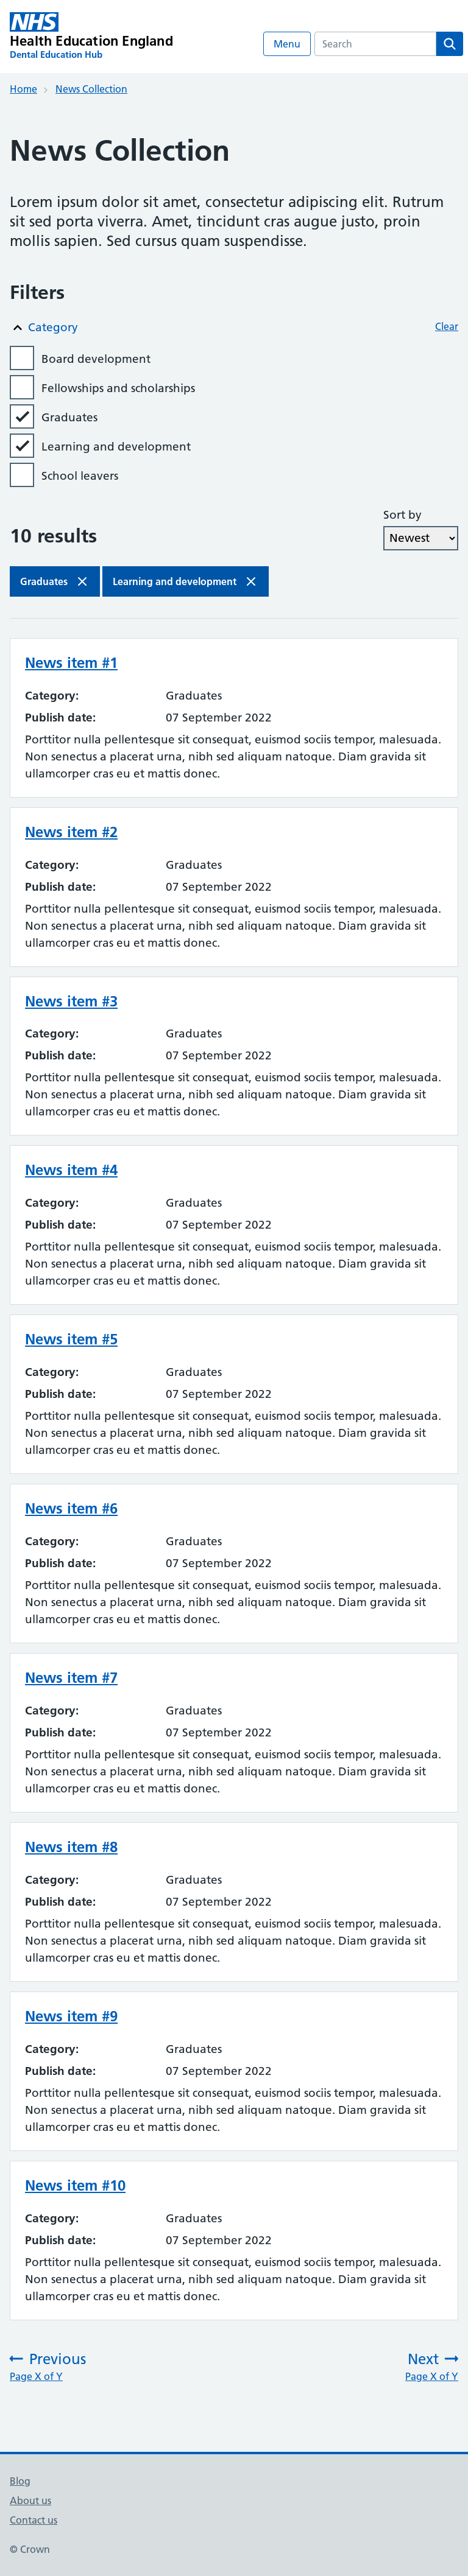 NHS
Health Education England
Dental Education Hub
Menu
Search
Home
News Collection
News Collection
Lorem ipsum dolor sit amet, consectetur adipiscing elit. Rutrum
sit sed porta viverra. Amet, tincidunt cras augue justo, proin
mollis sapien. Sed cursus quam suspendisse.
Filters
Category
Clear
Board development
Fellowships and scholarships
Graduates
Learning and development
School leavers
Sort by
10 results
Newest
Graduates
Learning and development
News item #1
Category: Graduates
Publish date: 07 September 2022
Porttitor nulla pellentesque sit consequat, euismod sociis tempor, malesuada.
Non senectus a placerat urna, nibh sed aliquam natoque. Diam gravida sit
ullamcorper cras eu et mattis donec.
News item #2
Category: Graduates
Publish date: 07 September 2022
Porttitor nulla pellentesque sit consequat, euismod sociis tempor, malesuada.
Non senectus a placerat urna, nibh sed aliquam natoque. Diam gravida sit
ullamcorper cras eu et mattis donec.
News item #3
Category: Graduates
Publish date: 07 September 2022
Porttitor nulla pellentesque sit consequat, euismod sociis tempor, malesuada.
Non senectus a placerat urna, nibh sed aliquam natoque. Diam gravida sit
ullamcorper cras eu et mattis donec.
News item #4
Category: Graduates
Publish date: 07 September 2022
Porttitor nulla pellentesque sit consequat, euismod sociis tempor, malesuada.
Non senectus a placerat urna, nibh sed aliquam natoque. Diam gravida sit
ullamcorper cras eu et mattis donec.
News item #5
Category: Graduates
Publish date: 07 September 2022
Porttitor nulla pellentesque sit consequat, euismod sociis tempor, malesuada.
Non senectus a placerat urna, nibh sed aliquam natoque. Diam gravida sit
ullamcorper cras eu et mattis donec.
News item #6
Category: Graduates
Publish date: 07 September 2022
Porttitor nulla pellentesque sit consequat, euismod sociis tempor, malesuada.
Non senectus a placerat urna, nibh sed aliquam natoque. Diam gravida sit
ullamcorper cras eu et mattis donec.
News item #7
Category: Graduates
Publish date: 07 September 2022
Porttitor nulla pellentesque sit consequat, euismod sociis tempor, malesuada.
Non senectus a placerat urna, nibh sed aliquam natoque. Diam gravida sit
ullamcorper cras eu et mattis donec.
News item #8
Category: Graduates
Publish date: 07 September 2022
Porttitor nulla pellentesque sit consequat, euismod sociis tempor, malesuada.
Non senectus a placerat urna, nibh sed aliquam natoque. Diam gravida sit
ullamcorper cras eu et mattis donec.
News item #9
Category: Graduates
Publish date: 07 September 2022
Porttitor nulla pellentesque sit consequat, euismod sociis tempor, malesuada.
Non senectus a placerat urna, nibh sed aliquam natoque. Diam gravida sit
ullamcorper cras eu et mattis donec.
News item #10
Category: Graduates
Publish date: 07 September 2022
Porttitor nulla pellentesque sit consequat, euismod sociis tempor, malesuada.
Non senectus a placerat urna, nibh sed aliquam natoque. Diam gravida sit
ullamcorper cras eu et mattis donec.
Previous
Page X of Y
Next
Page X of Y
Blog
About us
Contact us
© Crown